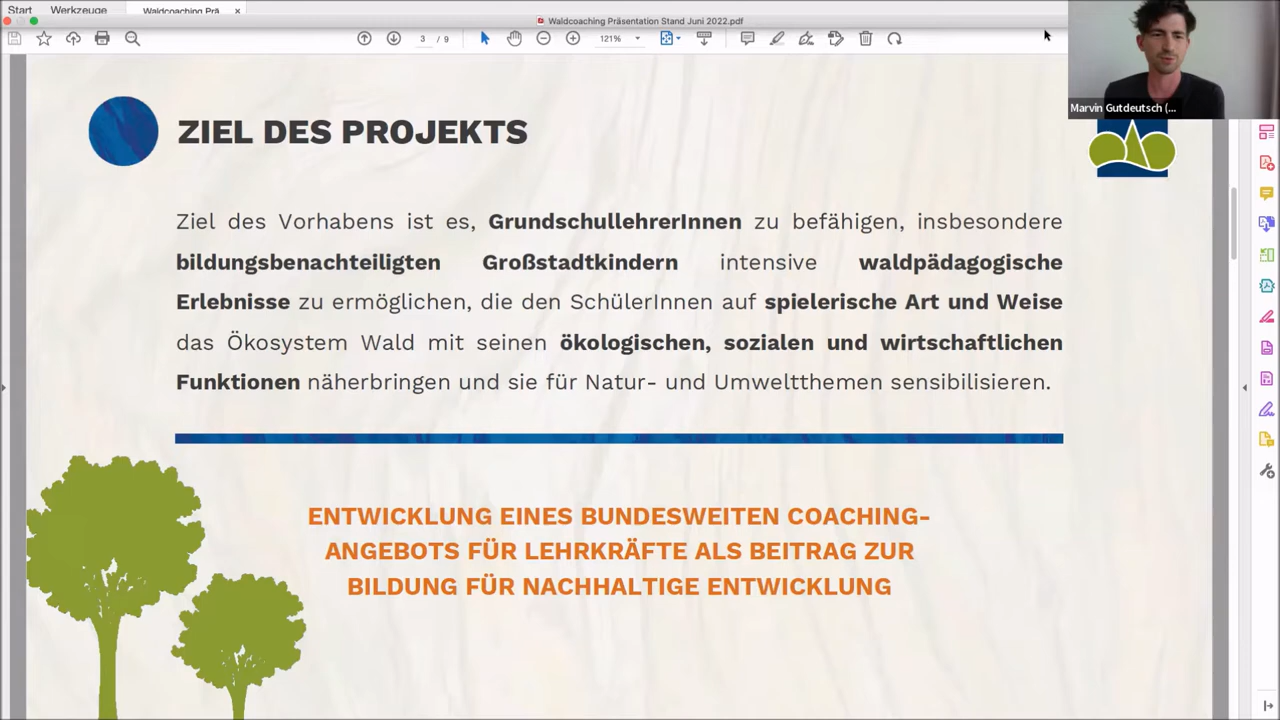 Start Werkzeuge Waldcoaching Prä... ×
Waldcoaching Präsentation Stand Juni 2022.pdf
3 / 9 121%
Marvin Gutdeutsch (...
ZIEL DES PROJEKTS
Ziel des Vorhabens ist es, GrundschullehrerInnen zu befähigen, insbesondere
bildungsbenachteiligten Großstadtkindern intensive waldpädagogische
Erlebnisse zu ermöglichen, die den SchülerInnen auf spielerische Art und Weise
das Ökosystem Wald mit seinen ökologischen, sozialen und wirtschaftlichen
Funktionen näherbringen und sie für Natur- und Umweltthemen sensibilisieren.
ENTWICKLUNG EINES BUNDESWEITEN COACHING-
ANGEBOTS FÜR LEHRKRÄFTE ALS BEITRAG ZUR
BILDUNG FÜR NACHHALTIGE ENTWICKLUNG